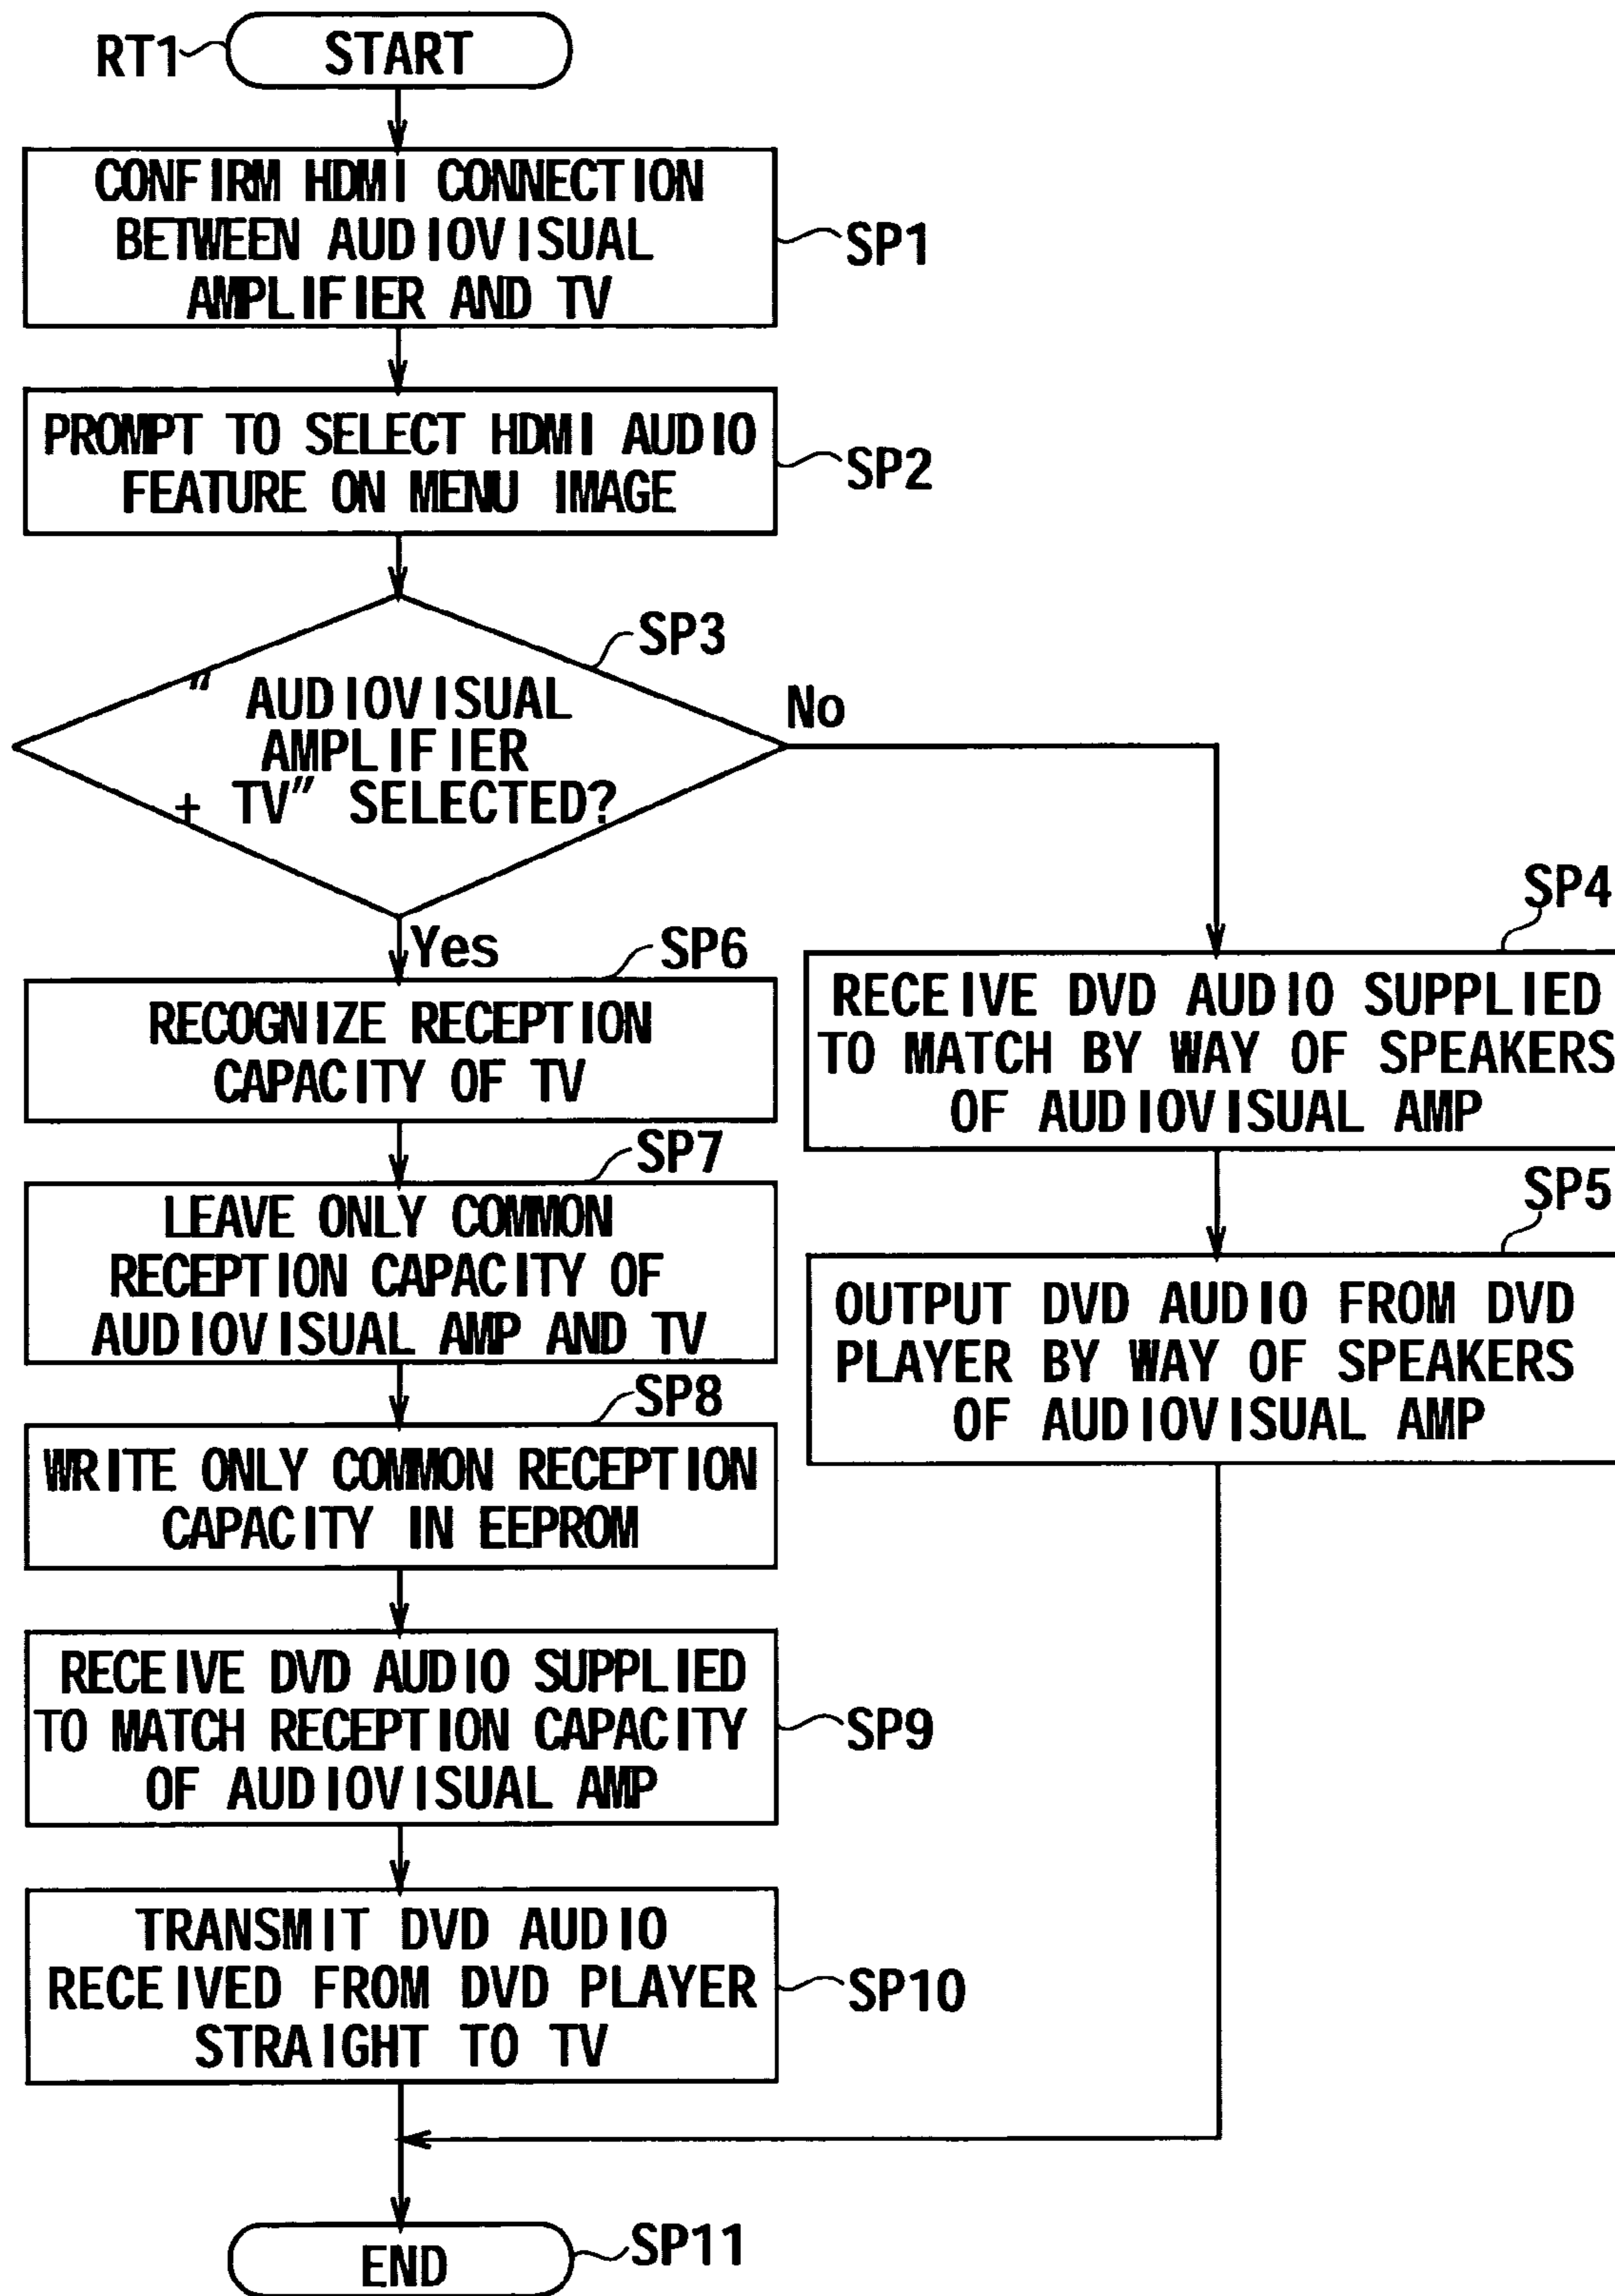 RT1
START
CONFIRM HDMI CONNECTION
BETWEEN AUDIOVISUAL
AMPLIFIER AND TV
SP1
PROMPT TO SELECT HDMI AUDIO
FEATURE ON MENU IMAGE
SP2
SP3
" AUDIOVISUAL
AMPLIFIER
+ TV" SELECTED?
No
Yes
SP4
RECEIVE DVD AUDIO SUPPLIED
TO MATCH BY WAY OF SPEAKERS
OF AUDIOVISUAL AMP
SP5
OUTPUT DVD AUDIO FROM DVD
PLAYER BY WAY OF SPEAKERS
OF AUDIOVISUAL AMP
SP6
RECOGNIZE RECEPTION
CAPACITY OF TV
SP7
LEAVE ONLY COMMON
RECEPTION CAPACITY OF
AUDIOVISUAL AMP AND TV
SP8
WRITE ONLY COMMON RECEPTION
CAPACITY IN EEPROM
RECEIVE DVD AUDIO SUPPLIED
TO MATCH RECEPTION CAPACITY
OF AUDIOVISUAL AMP
SP9
TRANSMIT DVD AUDIO
RECEIVED FROM DVD PLAYER
STRAIGHT TO TV
SP10
END
SP11